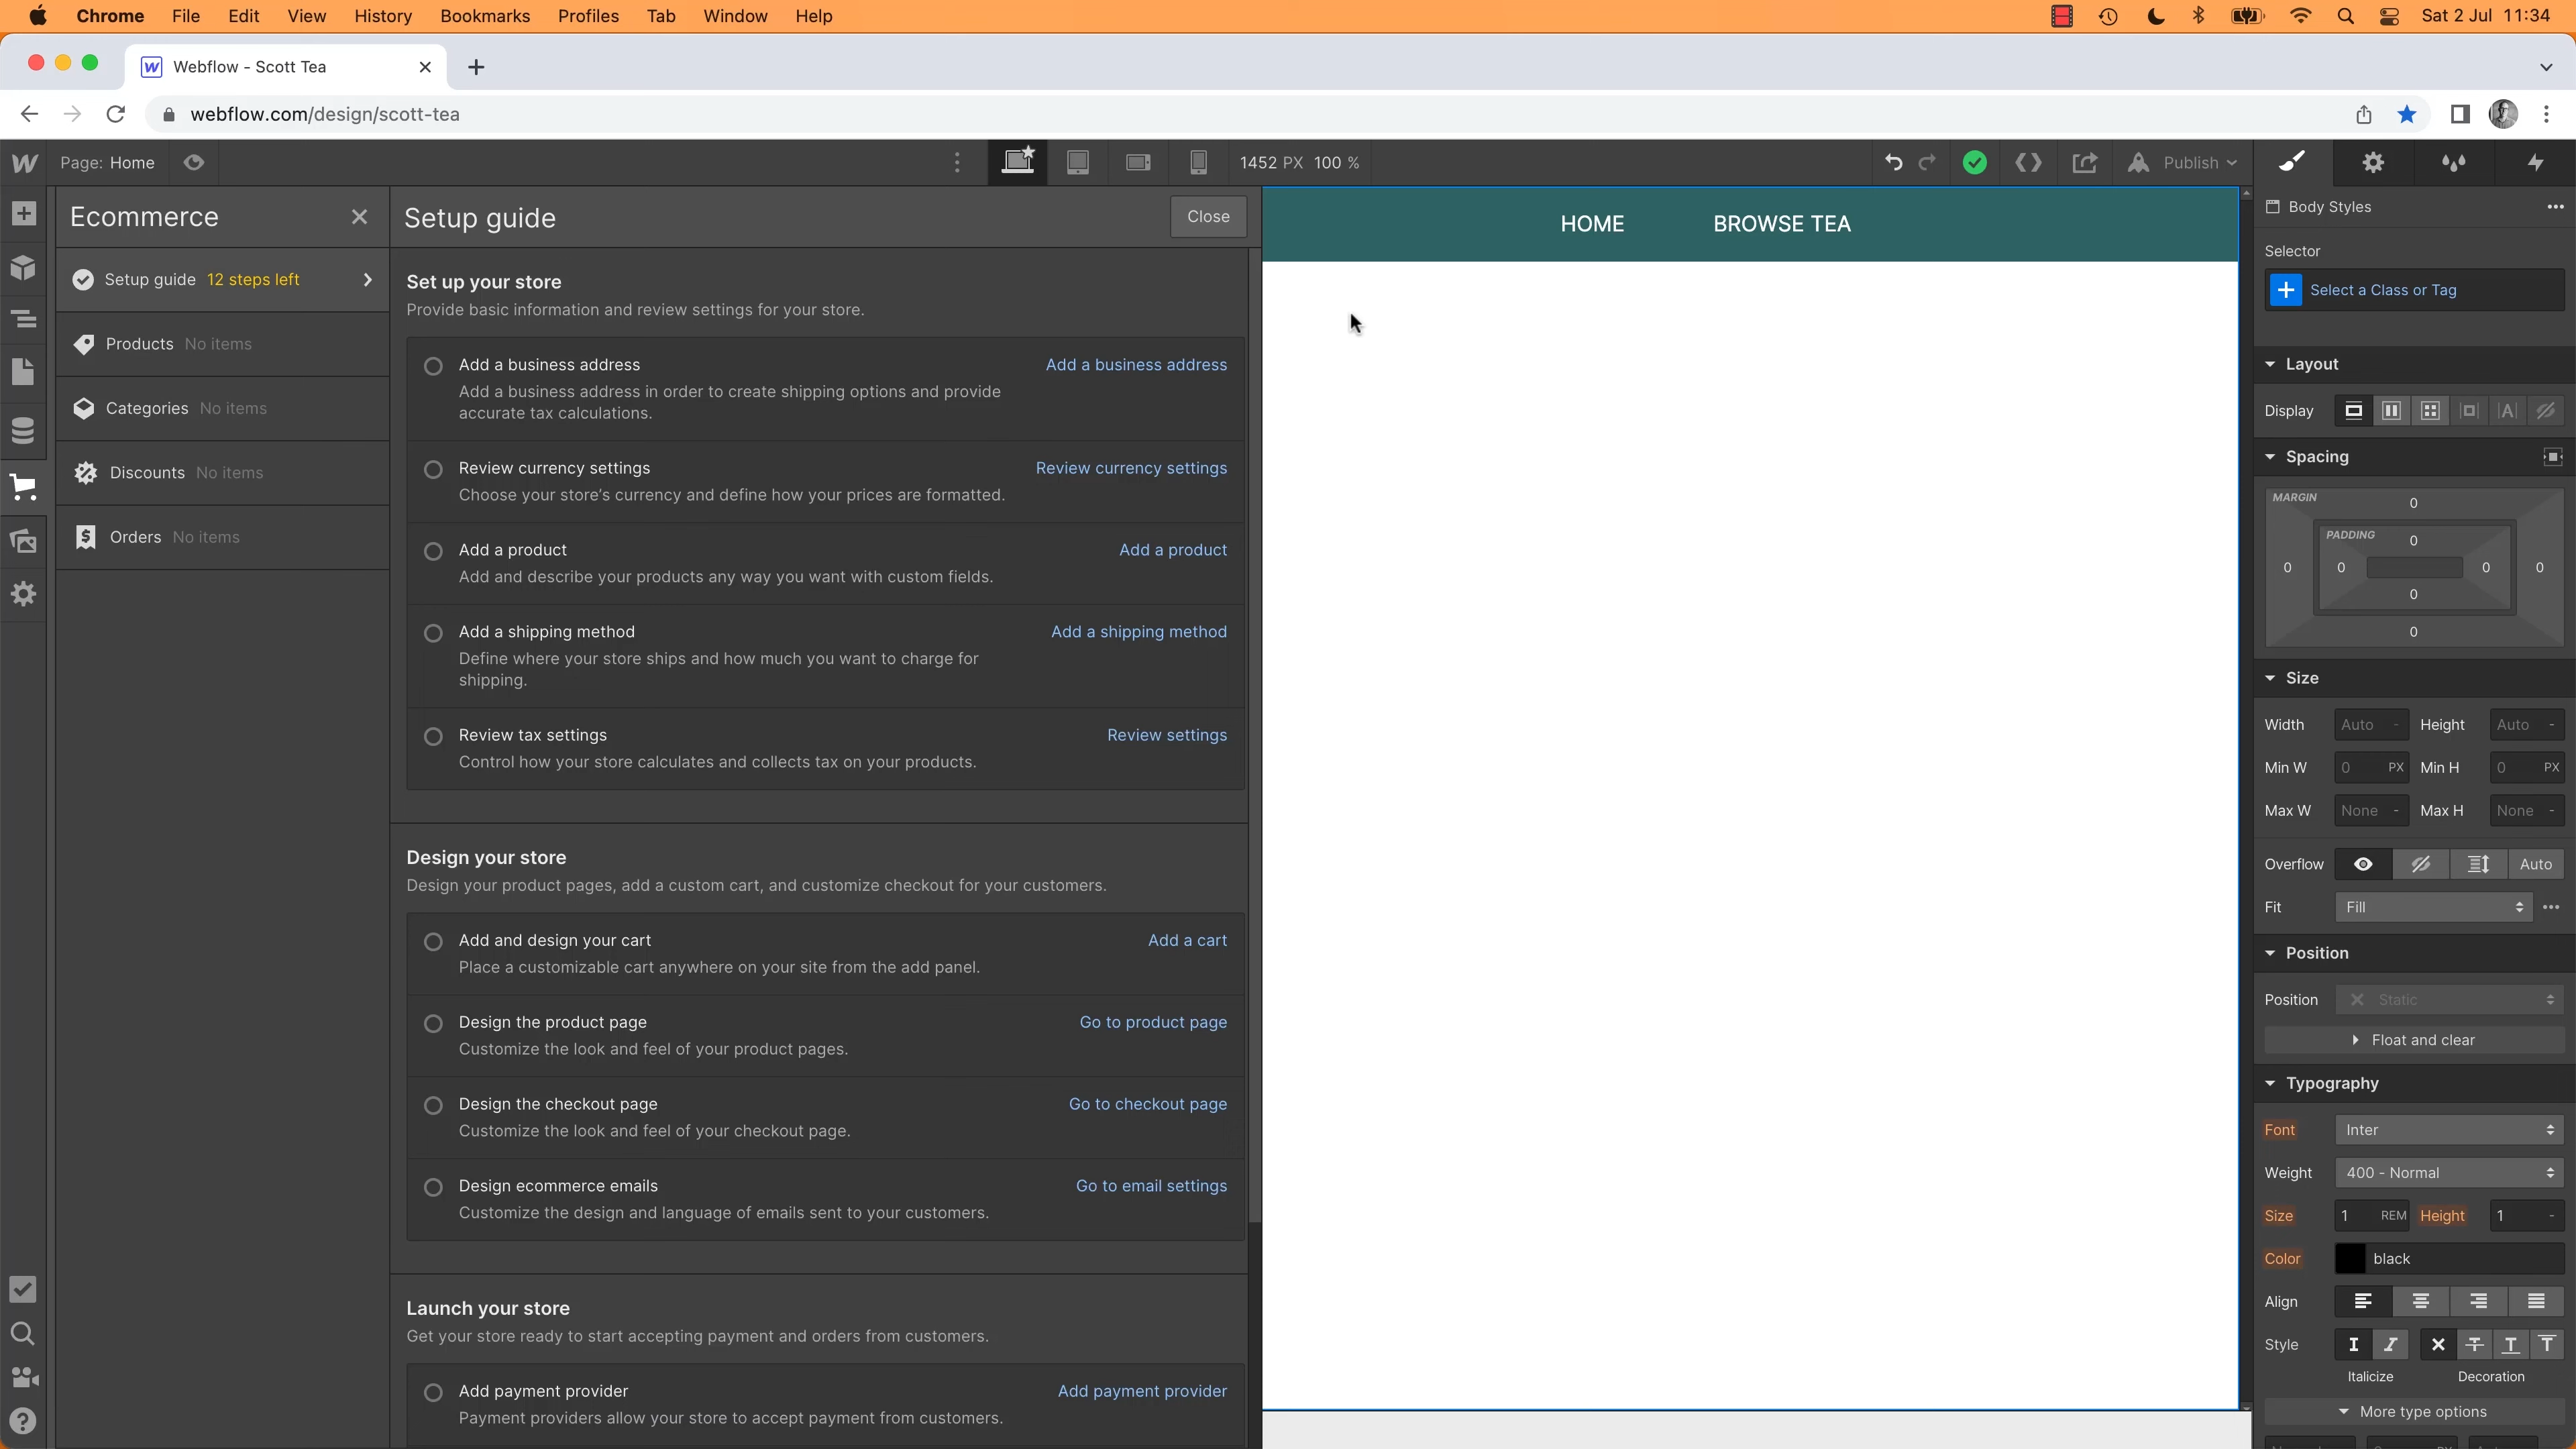 Chrome File Edit View History Bookmarks Profiles Tab Window Help Sat 2 Jul 11:34
Webflow - Scott Tea
webflow.com/design/scott-tea
Page: Home 1452 PX 100 % Publish
Ecommerce
Setup guide 12 steps left
Products No items
Categories No items
Discounts No items
Orders No items
Setup guide Close
Set up your store
Provide basic information and review settings for your store.
Add a business address Add a business address
Add a business address in order to create shipping options and provide
accurate tax calculations.
Review currency settings Review currency settings
Choose your store's currency and define how your prices are formatted.
Add a product Add a product
Add and describe your products any way you want with custom fields.
Add a shipping method Add a shipping method
Define where your store ships and how much you want to charge for
shipping.
Review tax settings Review settings
Control how your store calculates and collects tax on your products.
Design your store
Design your product pages, add a custom cart, and customize checkout for your customers.
Add and design your cart Add a cart
Place a customizable cart anywhere on your site from the add panel.
Design the product page Go to product page
Customize the look and feel of your product pages.
Design the checkout page Go to checkout page
Customize the look and feel of your checkout page.
Design ecommerce emails Go to email settings
Customize the design and language of emails sent to your customers.
Launch your store
Get your store ready to start accepting payment and orders from customers.
Add payment provider Add payment provider
Payment providers allow your store to accept payment from customers.
HOME BROWSE TEA
Body Styles
Selector
Select a Class or Tag
Layout
Display
Spacing
MARGIN 0
PADDING 0
0 0 0 0
0
0
Size
Width Auto - Height Auto -
Min W 0 PX Min H 0 PX
Max W None - Max H None -
Overflow Auto
Fit Fill
Position
Position Static
Float and clear
Typography
Font Inter
Weight 400 - Normal
Size 1 REM Height 1 -
Color black
Align
Style
Italicize Decoration
More type options